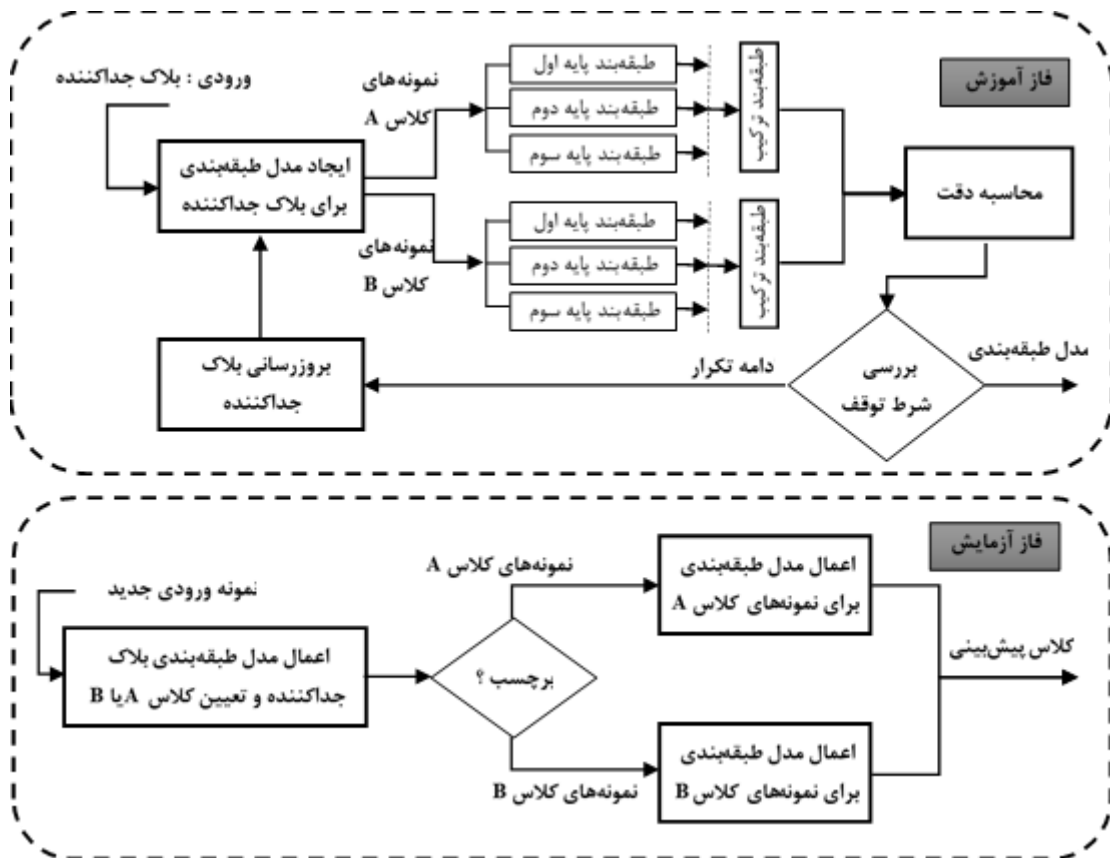 فاز آموزش
ورودی : بلاک جداکننده
ایجاد مدل طبقه‌بندی
برای بلاک جداکننده
نمونه‌های
کلاس A
نمونه‌های
کلاس B
طبقه‌بند پایه اول
طبقه‌بند پایه دوم
طبقه‌بند پایه سوم
طبقه‌بند ترکیب
طبقه‌بند پایه اول
طبقه‌بند پایه دوم
طبقه‌بند پایه سوم
طبقه‌بند ترکیب
محاسبه دقت
بررسی
شرط توقف
مدل طبقه‌بندی
دامه تکرار
بروزرسانی بلاک
جداکننده
فاز آزمایش
نمونه ورودی جدید
اعمال مدل طبقه‌بندی بلاک
جداکننده و تعیین کلاس A یا B
برچسب ؟
نمونه‌های کلاس A
نمونه‌های کلاس B
اعمال مدل طبقه‌بندی
برای نمونه‌های کلاس A
اعمال مدل طبقه‌بندی
برای نمونه‌های کلاس B
کلاس پیش‌بینی